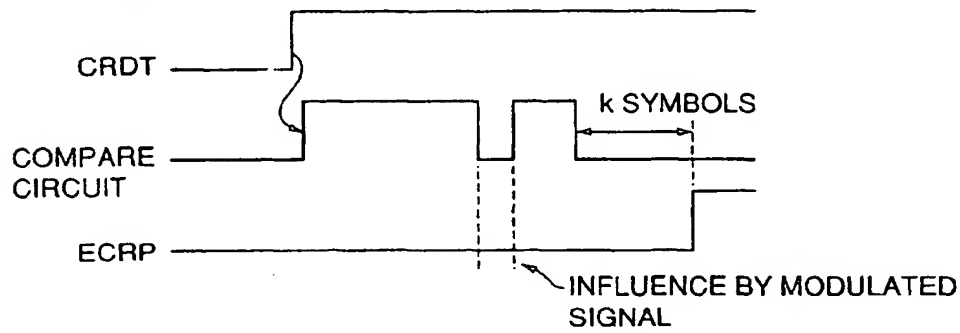 CRDT
k SYMBOLS
COMPARE
CIRCUIT
ECRP
INFLUENCE BY MODULATED
SIGNAL